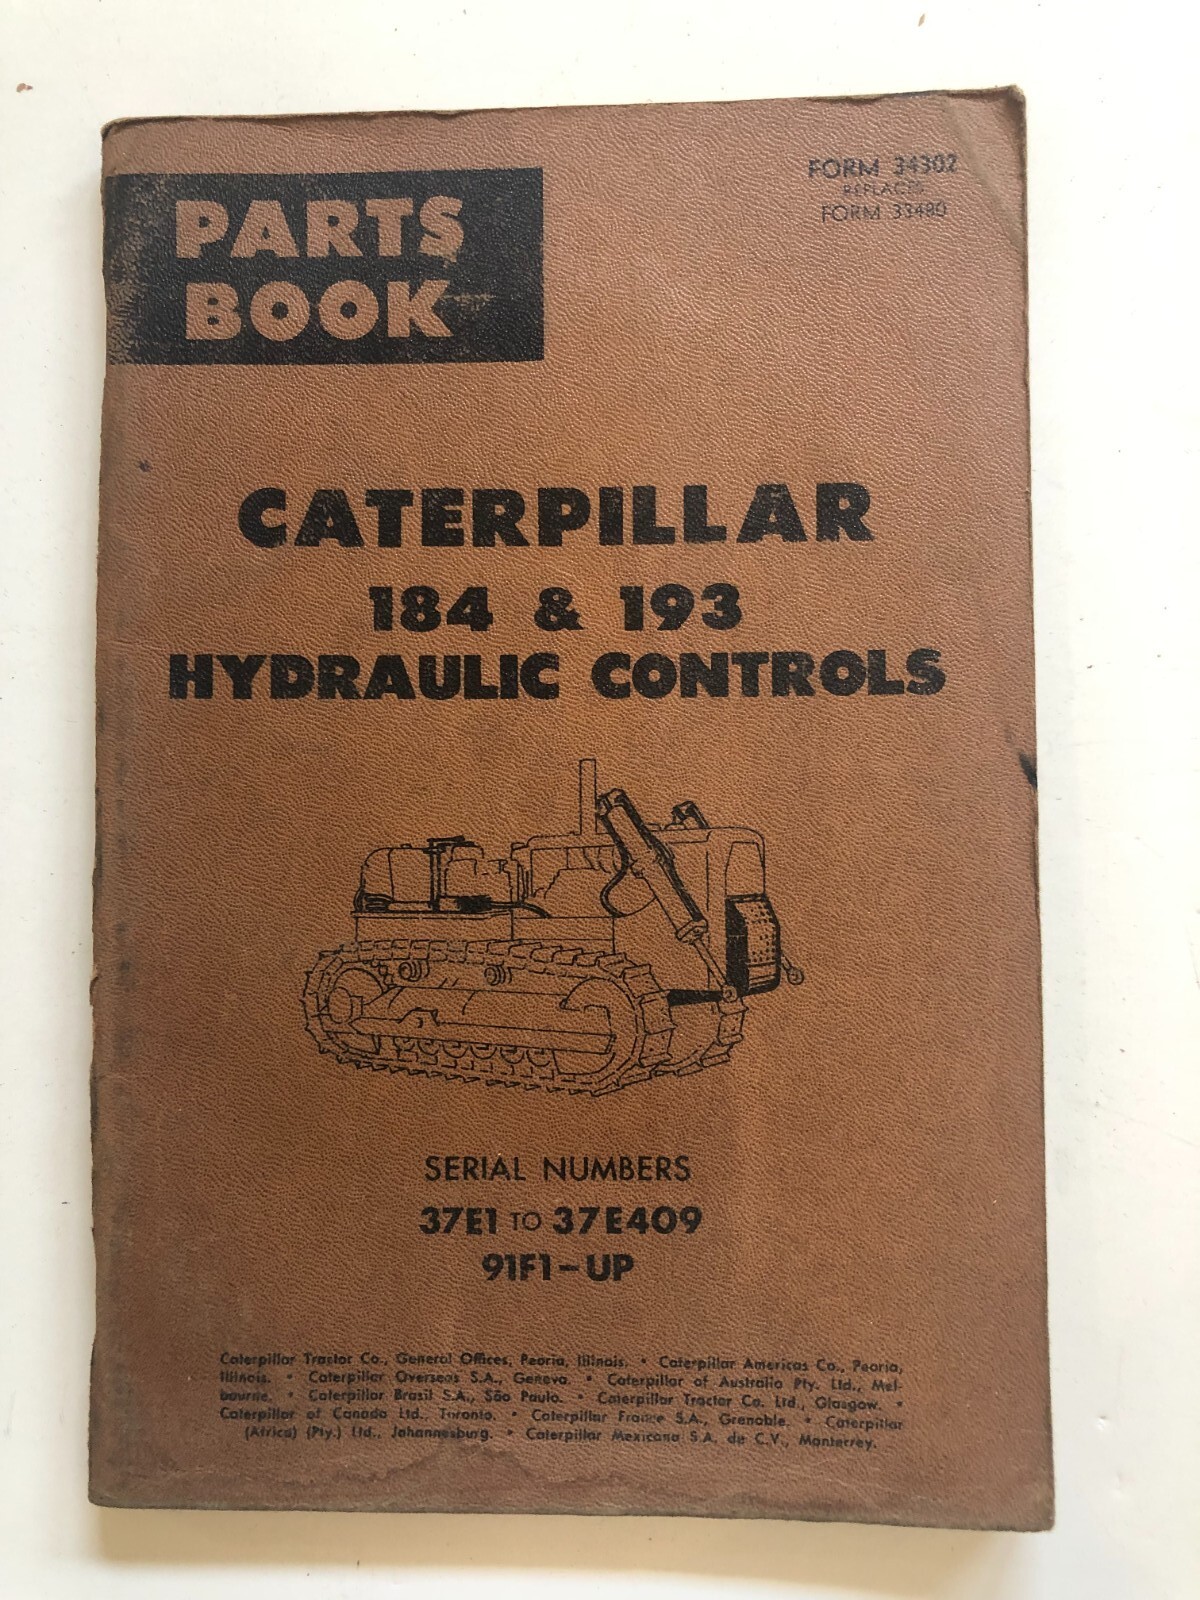 PARTS
BOOK
FORM 34302
REPLACES
FORM 33480
CATERPILLAR
184 & 193
HYDRAULIC CONTROLS
SERIAL NUMBERS
37E1 TO 37E409
91F1-UP
Caterpillar Tractor Co., General Offices, Peoria, Illinois. • Caterpillar Americas Co., Peoria,
Illinois. • Caterpillar Overseas S.A., Geneva. • Caterpillar of Australia Pty. Ltd., Mel-
bourne. • Caterpillar Brasil S.A., São Paulo. • Caterpillar Tractor Co. Ltd., Glasgow. •
Caterpillar of Canada Ltd., Toronto. • Caterpillar France S.A., Grenoble. • Caterpillar
(Africa) (Pty.) Ltd., Johannesburg. • Caterpillar Mexicana S.A. de C.V., Monterrey.